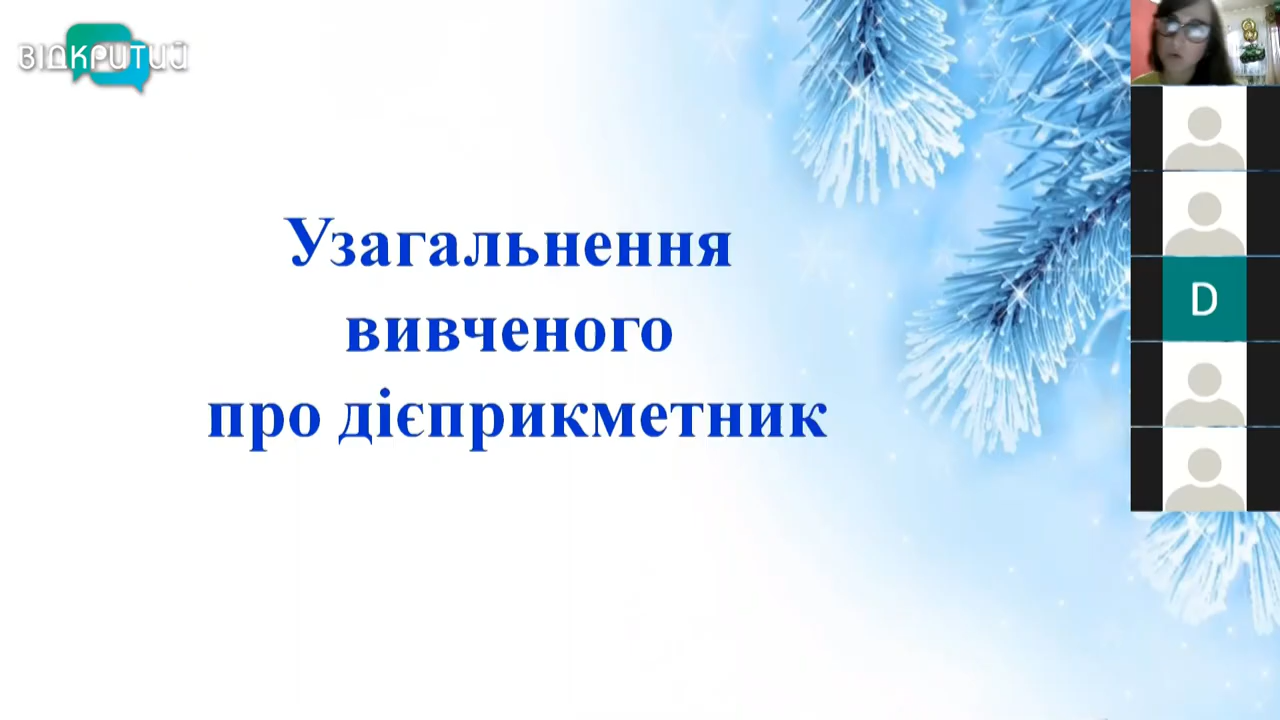 ВІДКРИТИЙ
Узагальнення
вивченого
про дієприкметник
D